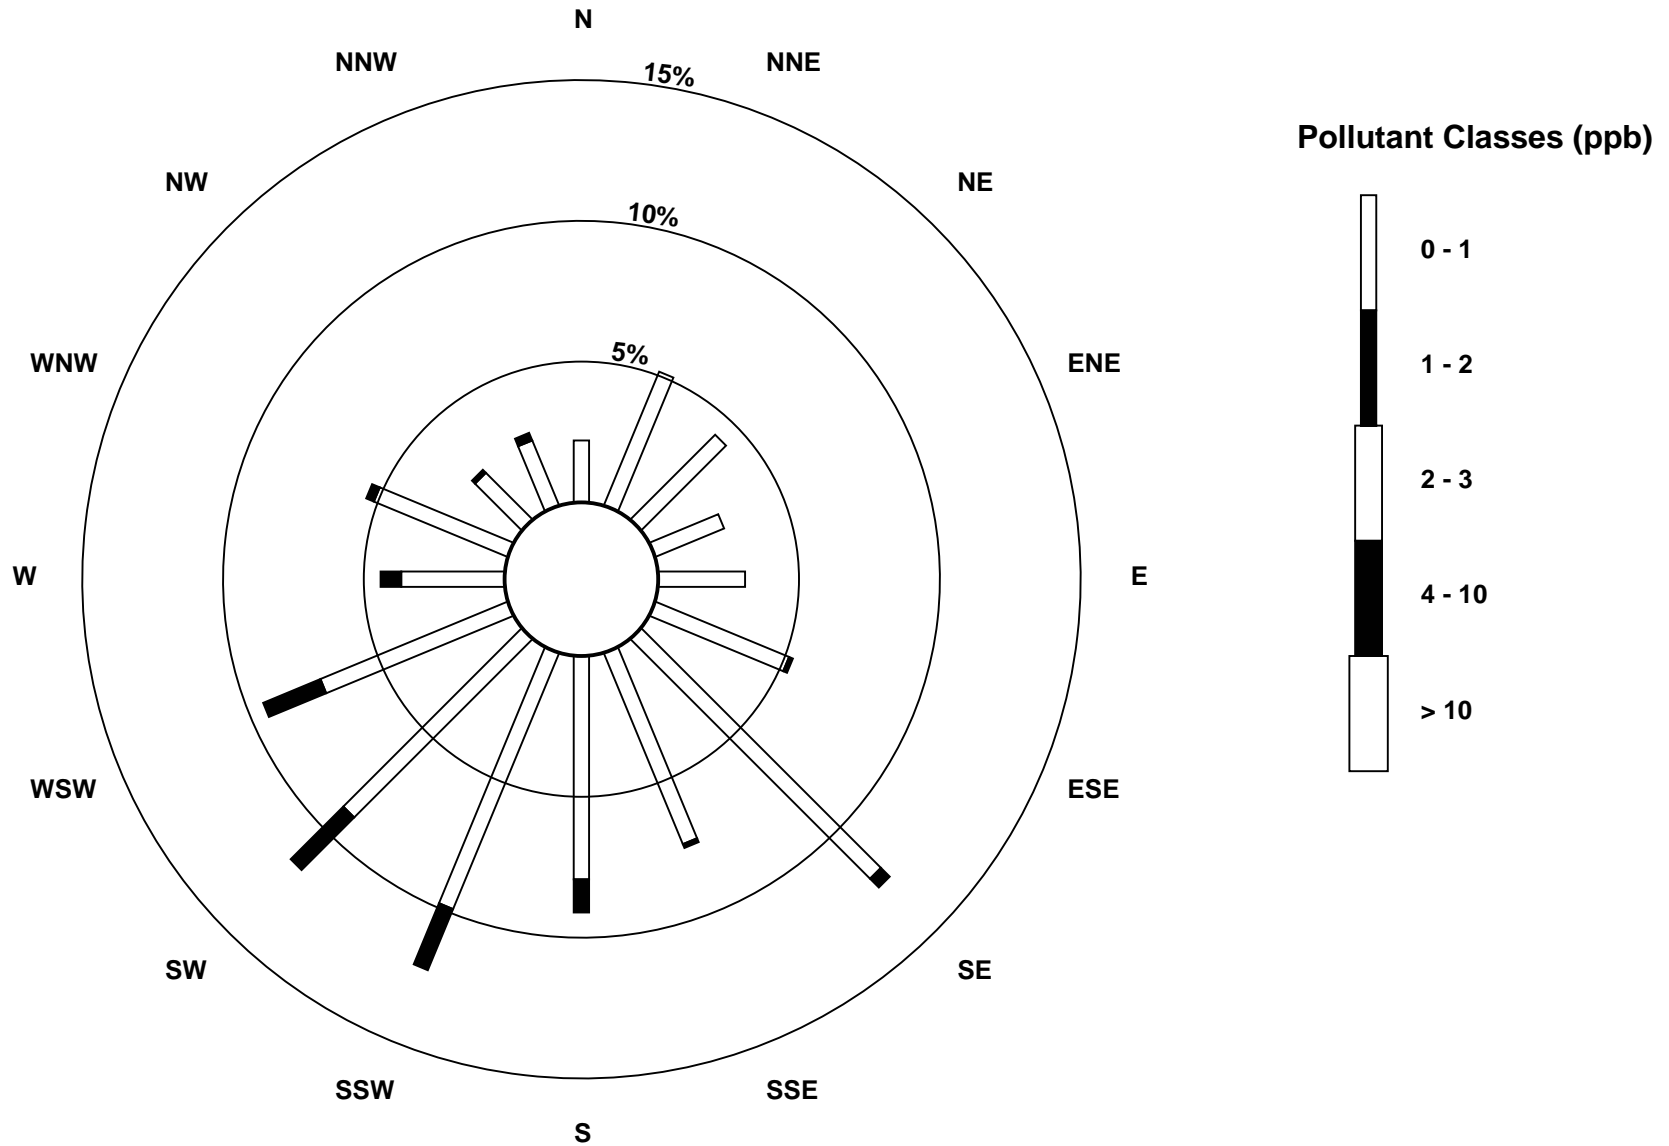 N
NNW
NNE
15%
NW
NE
10%
5%
WNW
ENE
W
E
WSW
ESE
SW
SE
SSW
SSE
S
Pollutant Classes (ppb)
0 - 1
1 - 2
2 - 3
4 - 10
> 10